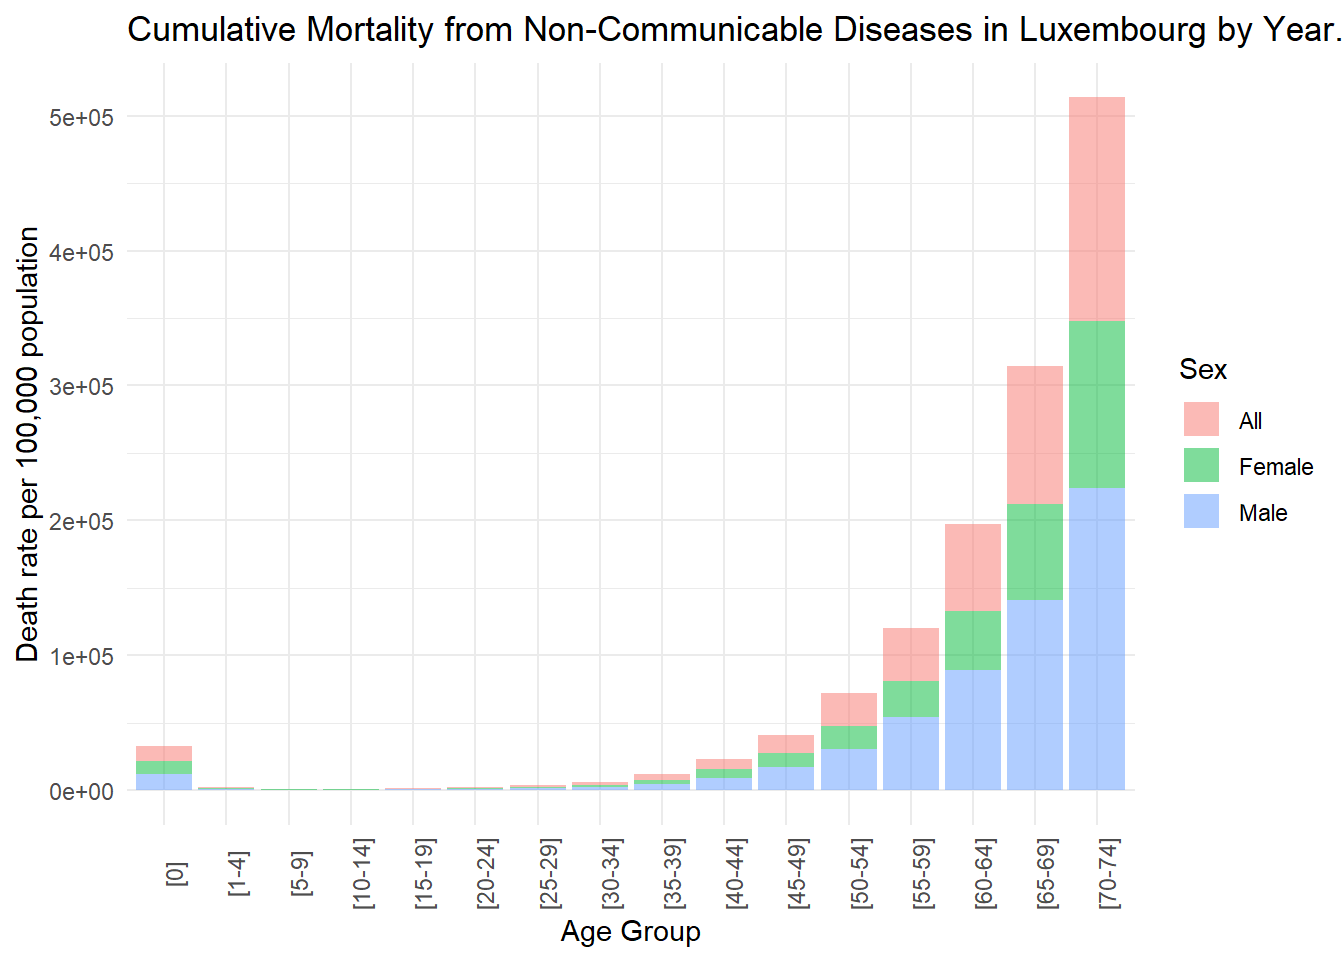 Cumulative Mortality from Non-Communicable Diseases in Luxembourg by Year.
Death rate per 100,000 population
5e+05
4e+05
3e+05
2e+05
1e+05
0e+00
[0]
[1-4]
[5-9]
[10-14]
[15-19]
[20-24]
[25-29]
[30-34]
[35-39]
[40-44]
[45-49]
[50-54]
[55-59]
[60-64]
[65-69]
[70-74]
Age Group
Sex
All
Female
Male